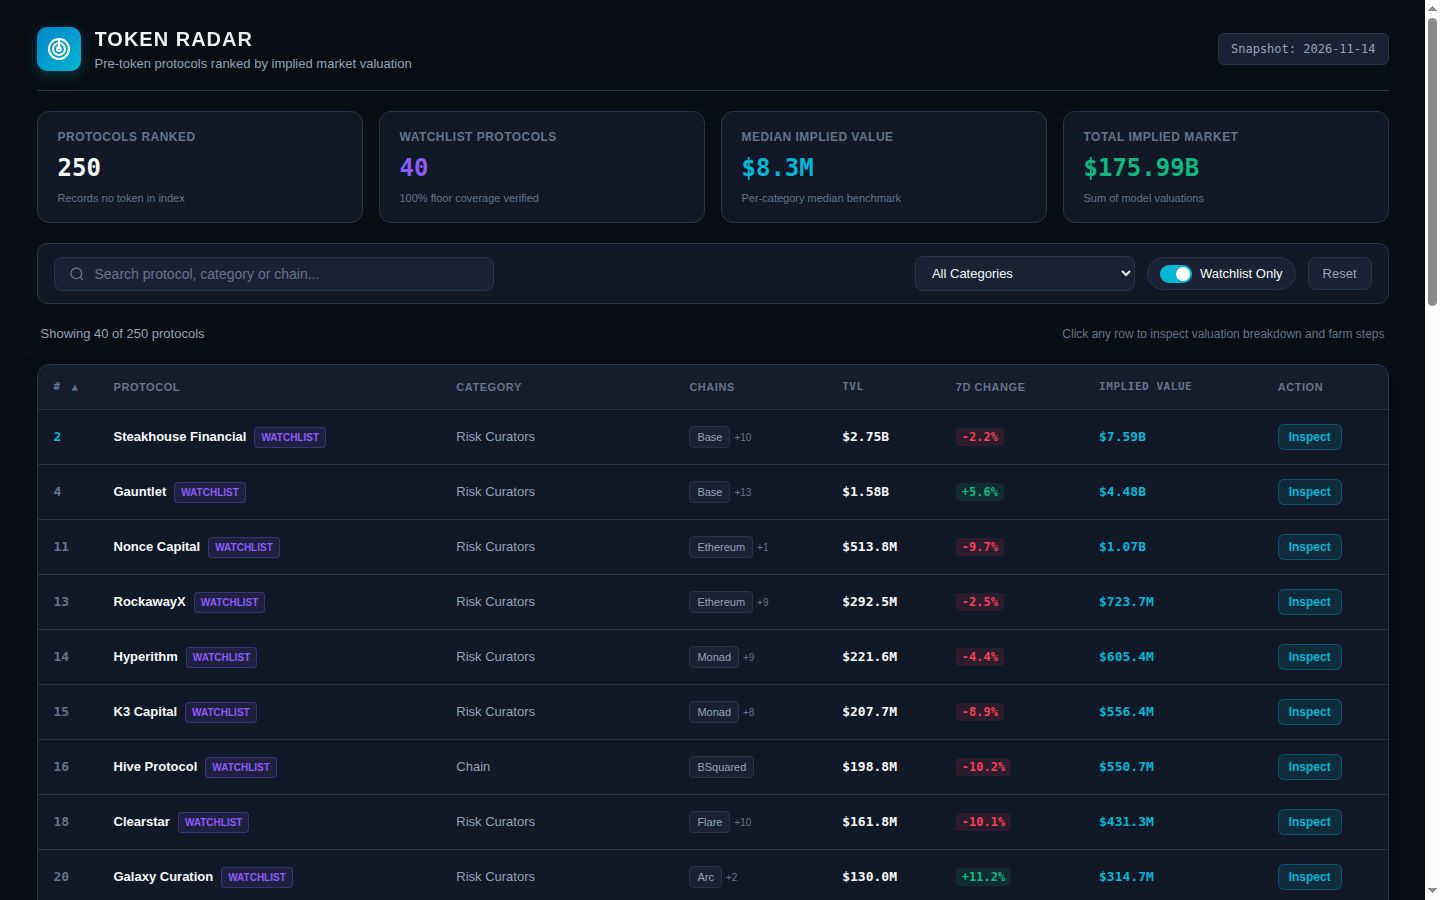 TOKEN RADAR
Pre-token protocols ranked by implied market valuation
Snapshot: 2026-11-14
PROTOCOLS RANKED
250
Records no token in index
WATCHLIST PROTOCOLS
40
100% floor coverage verified
MEDIAN IMPLIED VALUE
$8.3M
Per-category median benchmark
TOTAL IMPLIED MARKET
$175.99B
Sum of model valuations
Search protocol, category or chain...
All Categories
Watchlist Only
Reset
Showing 40 of 250 protocols
Click any row to inspect valuation breakdown and farm steps
# ▲ PROTOCOL CATEGORY CHAINS TVL 7D CHANGE IMPLIED VALUE ACTION
2 Steakhouse Financial WATCHLIST Risk Curators Base +10 $2.75B -2.2% $7.59B Inspect
4 Gauntlet WATCHLIST Risk Curators Base +13 $1.58B +5.6% $4.48B Inspect
11 Nonce Capital WATCHLIST Risk Curators Ethereum +1 $513.8M -9.7% $1.07B Inspect
13 RockawayX WATCHLIST Risk Curators Ethereum +9 $292.5M -2.5% $723.7M Inspect
14 Hyperithm WATCHLIST Risk Curators Monad +9 $221.6M -4.4% $605.4M Inspect
15 K3 Capital WATCHLIST Risk Curators Monad +8 $207.7M -8.9% $556.4M Inspect
16 Hive Protocol WATCHLIST Chain BSquared $198.8M -10.2% $550.7M Inspect
18 Clearstar WATCHLIST Risk Curators Flare +10 $161.8M -10.1% $431.3M Inspect
20 Galaxy Curation WATCHLIST Risk Curators Arc +2 $130.0M +11.2% $314.7M Inspect